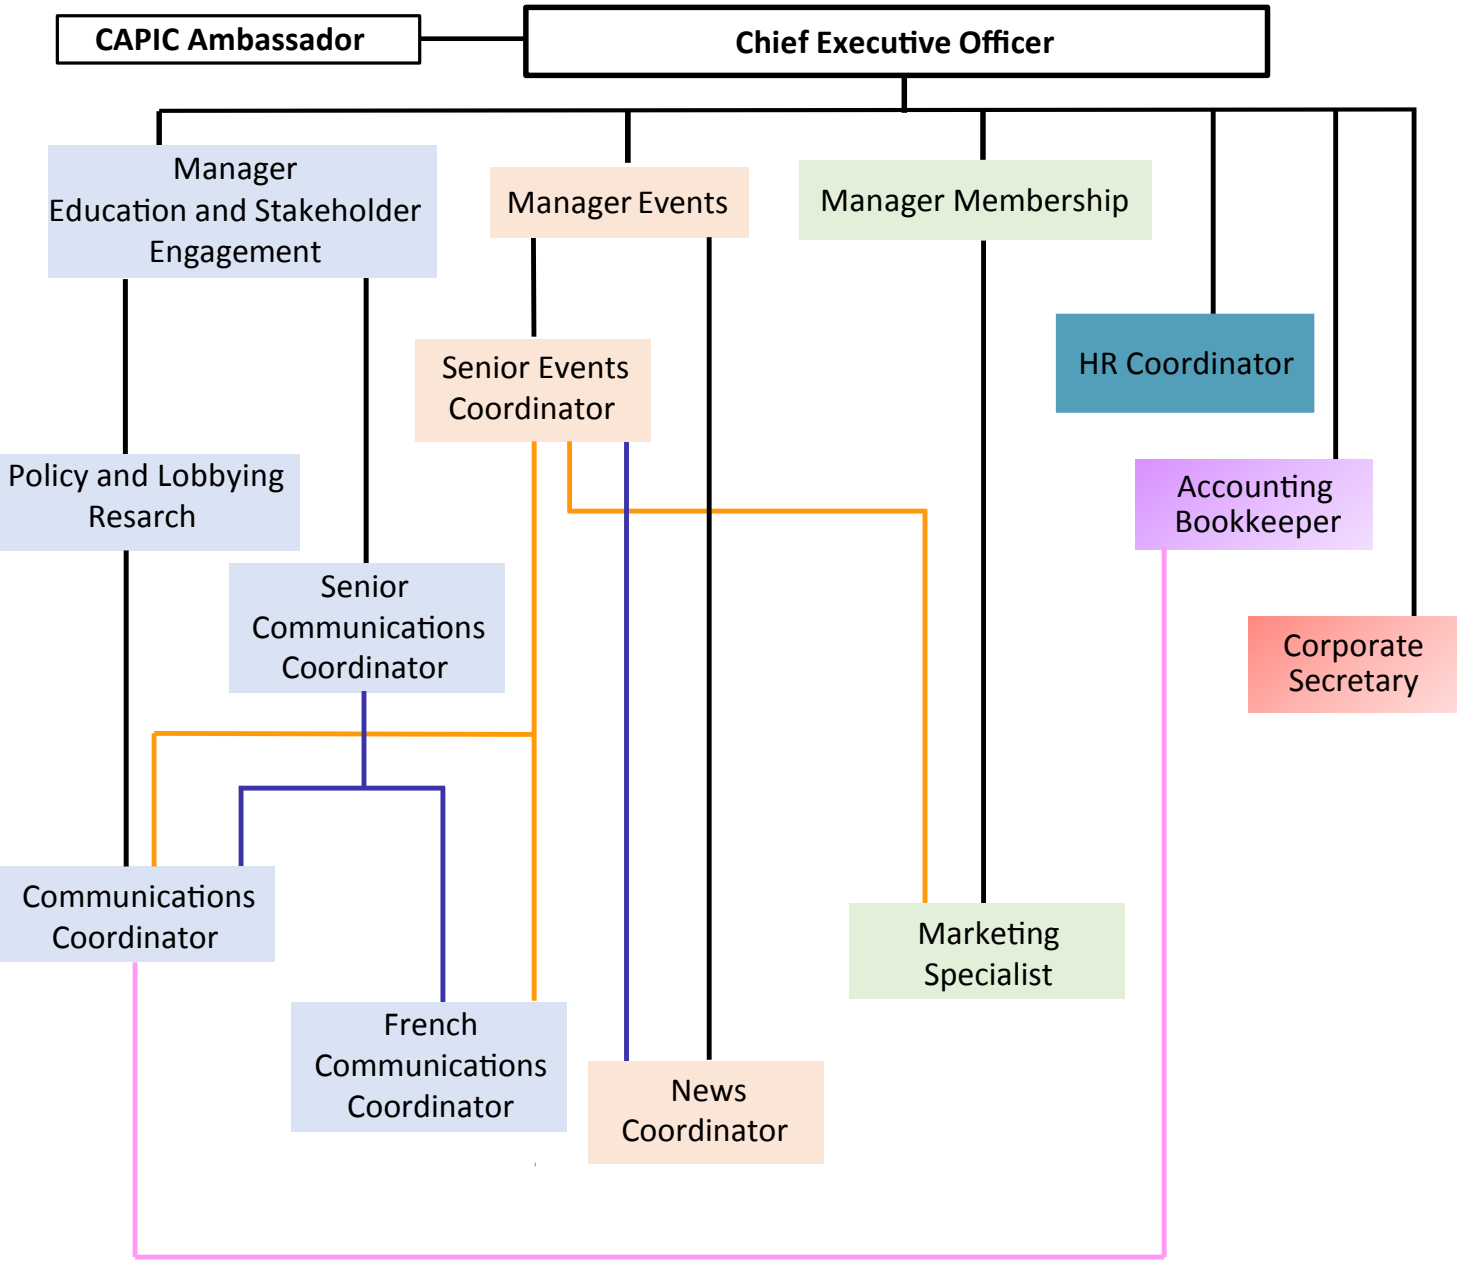 CAPIC Ambassador
Chief Executive Officer
Manager
Education and Stakeholder
Engagement
Manager Events
Manager Membership
Senior Events
Coordinator
HR Coordinator
Policy and Lobbying
Resarch
Accounting
Bookkeeper
Senior
Communications
Coordinator
Corporate
Secretary
Communications
Coordinator
Marketing
Specialist
French
Communications
Coordinator
News
Coordinator